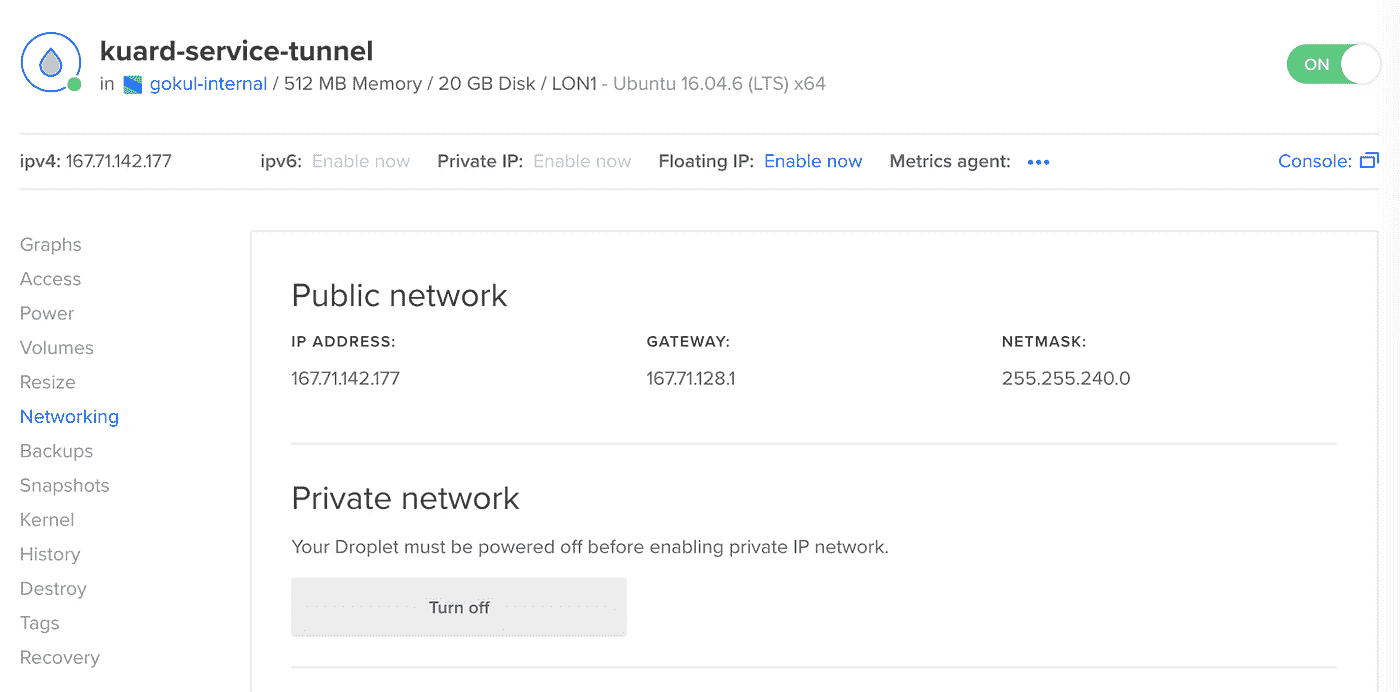 kuard-service-tunnel
in gokul-internal / 512 MB Memory / 20 GB Disk / LON1 - Ubuntu 16.04.6 (LTS) x64
ON
ipv4: 167.71.142.177 ipv6: Enable now Private IP: Enable now Floating IP: Enable now Metrics agent: ••• Console:
Graphs
Access
Power
Volumes
Resize
Networking
Backups
Snapshots
Kernel
History
Destroy
Tags
Recovery
Public network
IP ADDRESS: GATEWAY: NETMASK:
167.71.142.177 167.71.128.1 255.255.240.0
Private network
Your Droplet must be powered off before enabling private IP network.
Turn off